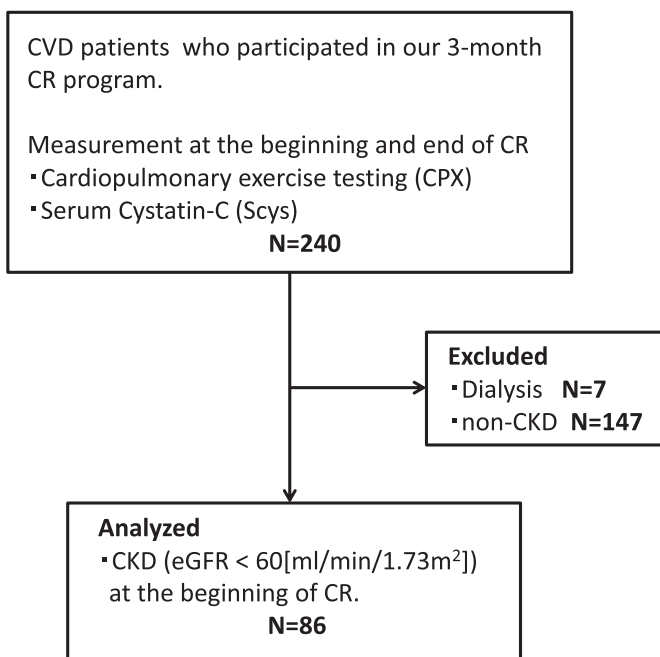 CVD patients who participated in our 3-month
CR program.
Measurement at the beginning and end of CR
▪Cardiopulmonary exercise testing (CPX)
▪Serum Cystatin-C (Scys)
N=240
Excluded
▪Dialysis N=7
▪non-CKD N=147
Analyzed
▪CKD (eGFR < 60[ml/min/1.73m²])
at the beginning of CR.
N=86